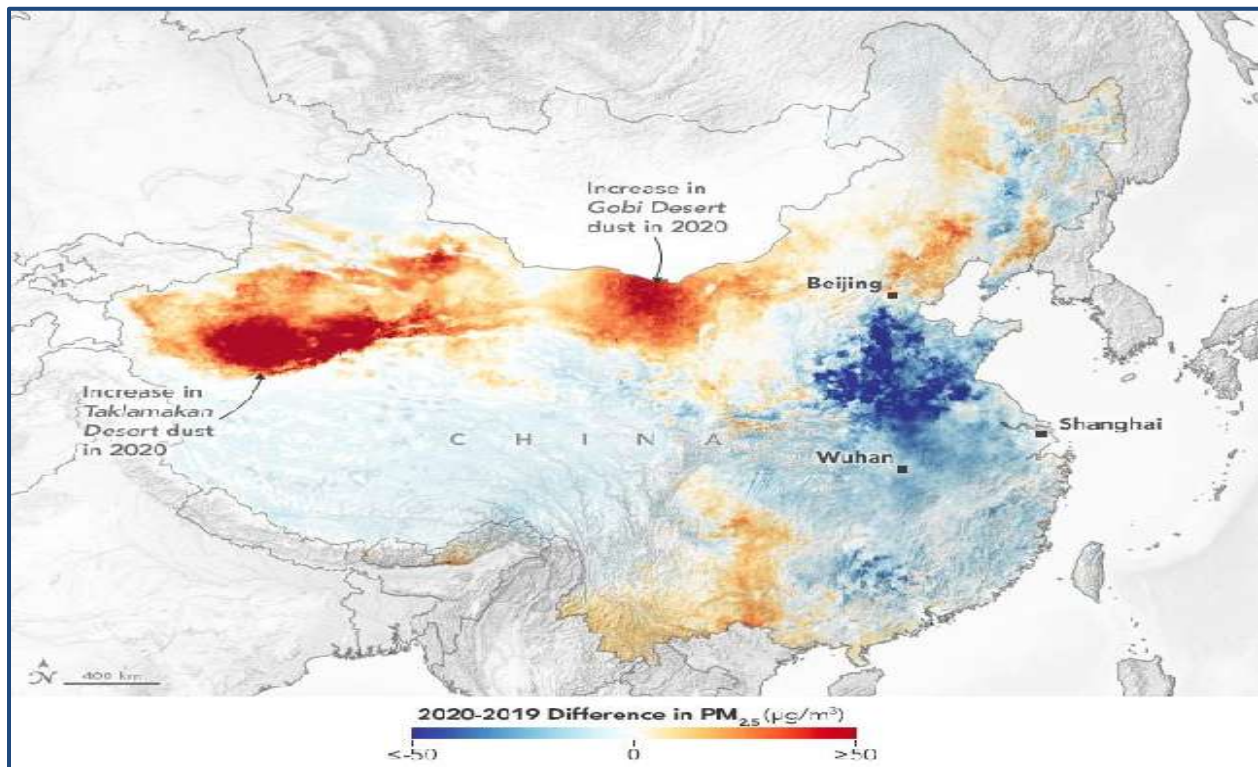 Increase in
Gobi Desert
dust in 2020
Beijing
Increase in
Taklamakan
Desert dust
in 2020
CHINA
Shanghai
Wuhan
N
400 km
2020-2019 Difference in PM2.5 (µg/m³)
≤-50
0
≥50